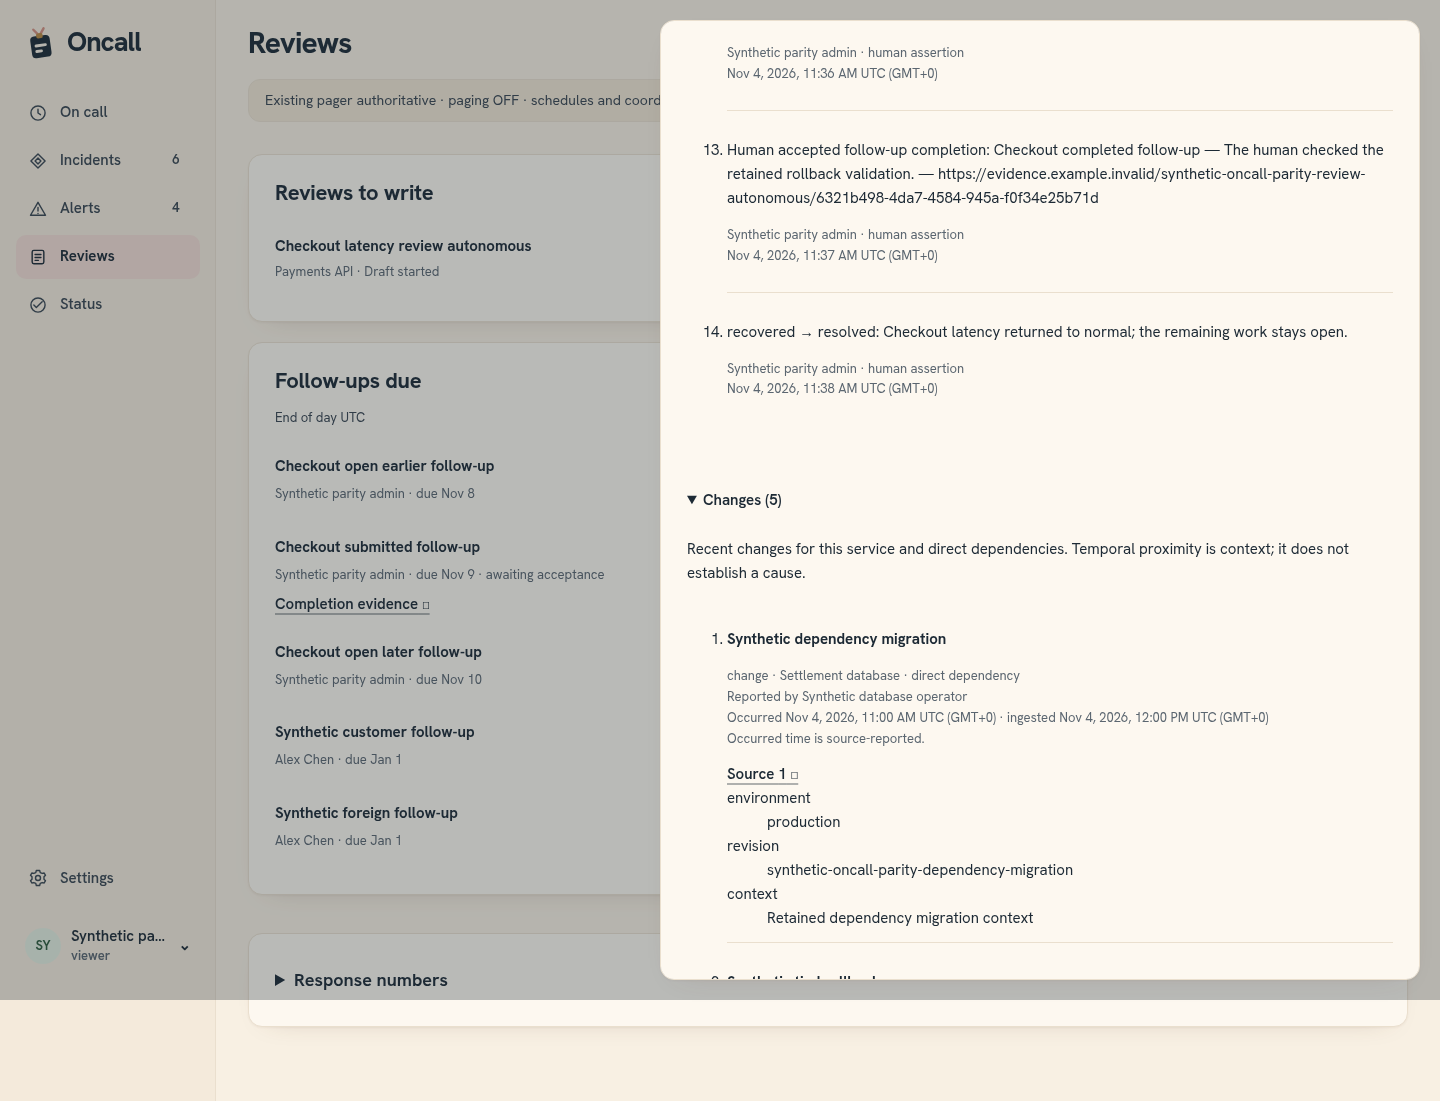 Oncall
On call
Incidents 6
Alerts 4
Reviews
Status
Settings
SY
Synthetic pa...
viewer
Reviews
Existing pager authoritative · paging OFF · schedules and coord
Reviews to write
Checkout latency review autonomous
Payments API · Draft started
Follow-ups due
End of day UTC
Checkout open earlier follow-up
Synthetic parity admin · due Nov 8
Checkout submitted follow-up
Synthetic parity admin · due Nov 9 · awaiting acceptance
Completion evidence
Checkout open later follow-up
Synthetic parity admin · due Nov 10
Synthetic customer follow-up
Alex Chen · due Jan 1
Synthetic foreign follow-up
Alex Chen · due Jan 1
Response numbers
Synthetic parity admin · human assertion
Nov 4, 2026, 11:36 AM UTC (GMT+0)
13. Human accepted follow-up completion: Checkout completed follow-up — The human checked the
retained rollback validation. — https://evidence.example.invalid/synthetic-oncall-parity-review-
autonomous/6321b498-4da7-4584-945a-f0f34e25b71d
Synthetic parity admin · human assertion
Nov 4, 2026, 11:37 AM UTC (GMT+0)
14. recovered → resolved: Checkout latency returned to normal; the remaining work stays open.
Synthetic parity admin · human assertion
Nov 4, 2026, 11:38 AM UTC (GMT+0)
Changes (5)
Recent changes for this service and direct dependencies. Temporal proximity is context; it does not
establish a cause.
1. Synthetic dependency migration
change · Settlement database · direct dependency
Reported by Synthetic database operator
Occurred Nov 4, 2026, 11:00 AM UTC (GMT+0) · ingested Nov 4, 2026, 12:00 PM UTC (GMT+0)
Occurred time is source-reported.
Source 1
environment
production
revision
synthetic-oncall-parity-dependency-migration
context
Retained dependency migration context